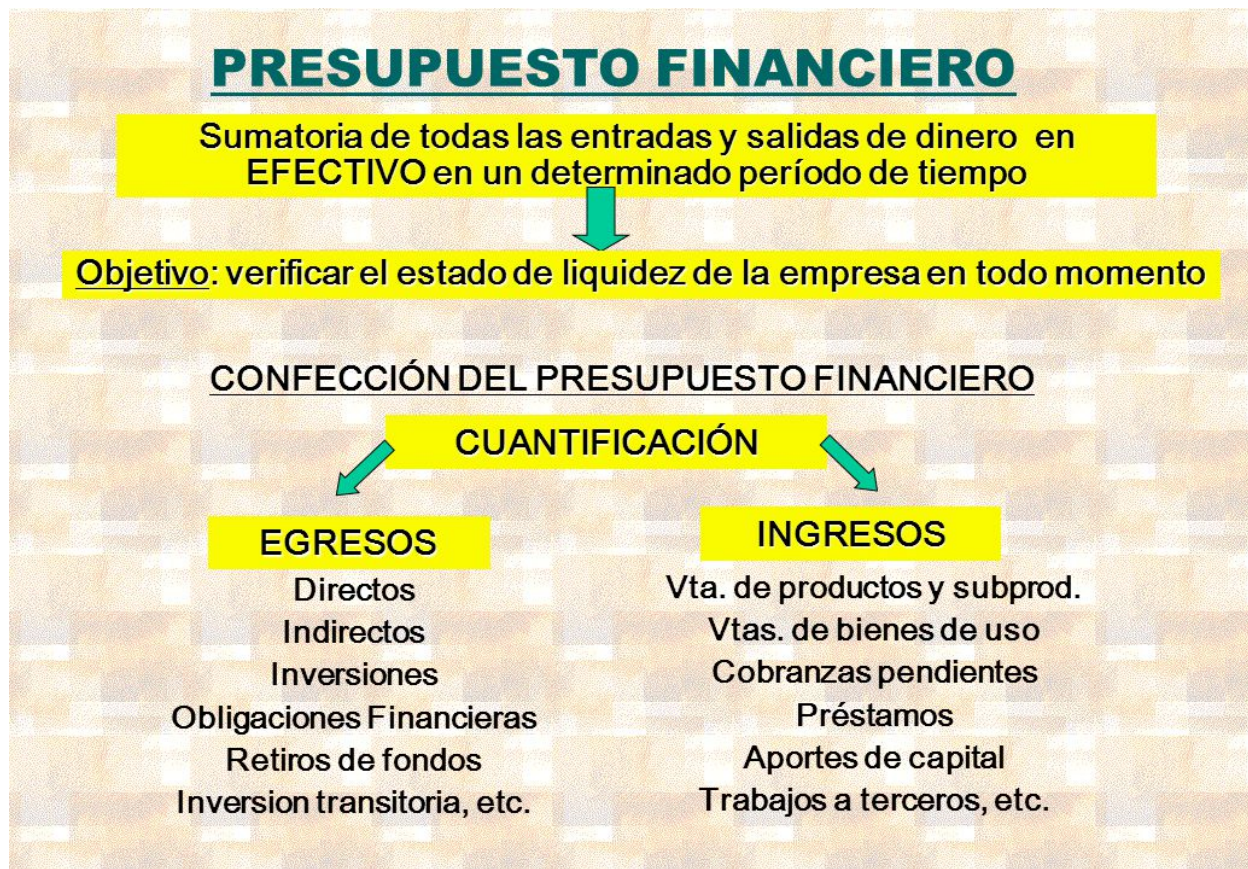 PRESUPUESTO FINANCIERO
Sumatoria de todas las entradas y salidas de dinero en
EFECTIVO en un determinado período de tiempo
Objetivo: verificar el estado de liquidez de la empresa en todo momento
CONFECCIÓN DEL PRESUPUESTO FINANCIERO
CUANTIFICACIÓN
EGRESOS
Directos
Indirectos
Inversiones
Obligaciones Financieras
Retiros de fondos
Inversion transitoria, etc.
INGRESOS
Vta. de productos y subprod.
Vtas. de bienes de uso
Cobranzas pendientes
Préstamos
Aportes de capital
Trabajos a terceros, etc.